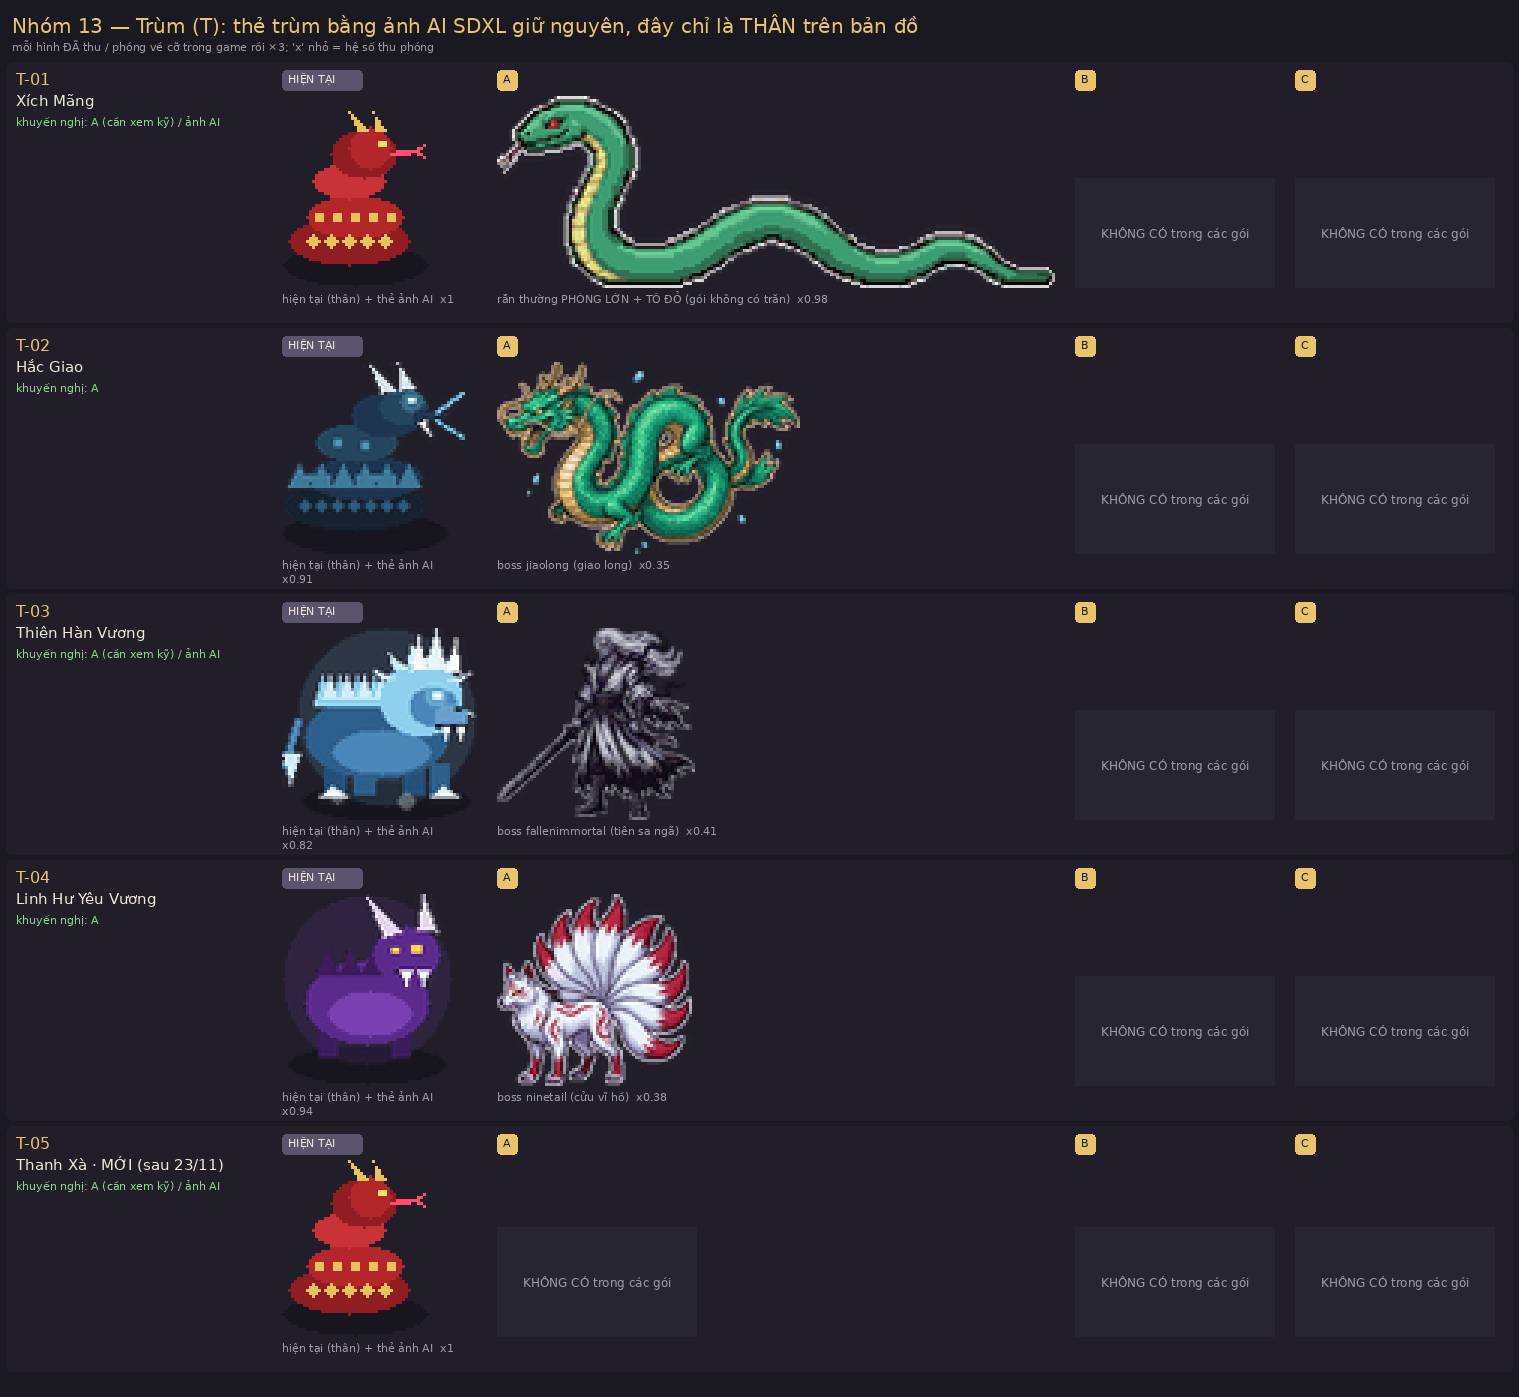 Nhóm 13 — Trùm (T): thẻ trùm bằng ảnh AI SDXL giữ nguyên, đây chỉ là THÂN trên bản đồ
mỗi hình ĐÃ thu / phóng về cỡ trong game rồi ×3; 'x' nhỏ = hệ số thu phóng
T-01
Xích Mãng
khuyến nghị: A (cần xem kỹ) / ảnh AI
HIỆN TẠI
hiện tại (thân) + thẻ ảnh AI x1
A
rắn thường PHÓNG LỚN + TÔ ĐỎ (gói không có trăn) x0.98
B
KHÔNG CÓ trong các gói
C
KHÔNG CÓ trong các gói
T-02
Hắc Giao
khuyến nghị: A
HIỆN TẠI
hiện tại (thân) + thẻ ảnh AI
x0.91
A
boss jiaolong (giao long) x0.35
B
KHÔNG CÓ trong các gói
C
KHÔNG CÓ trong các gói
T-03
Thiên Hàn Vương
khuyến nghị: A (cần xem kỹ) / ảnh AI
HIỆN TẠI
hiện tại (thân) + thẻ ảnh AI
x0.82
A
boss fallenimmortal (tiên sa ngã) x0.41
B
KHÔNG CÓ trong các gói
C
KHÔNG CÓ trong các gói
T-04
Linh Hư Yêu Vương
khuyến nghị: A
HIỆN TẠI
hiện tại (thân) + thẻ ảnh AI
x0.94
A
boss ninetail (cửu vĩ hồ) x0.38
B
KHÔNG CÓ trong các gói
C
KHÔNG CÓ trong các gói
T-05
Thanh Xà · MỚI (sau 23/11)
khuyến nghị: A (cần xem kỹ) / ảnh AI
HIỆN TẠI
hiện tại (thân) + thẻ ảnh AI x1
A
KHÔNG CÓ trong các gói
B
KHÔNG CÓ trong các gói
C
KHÔNG CÓ trong các gói